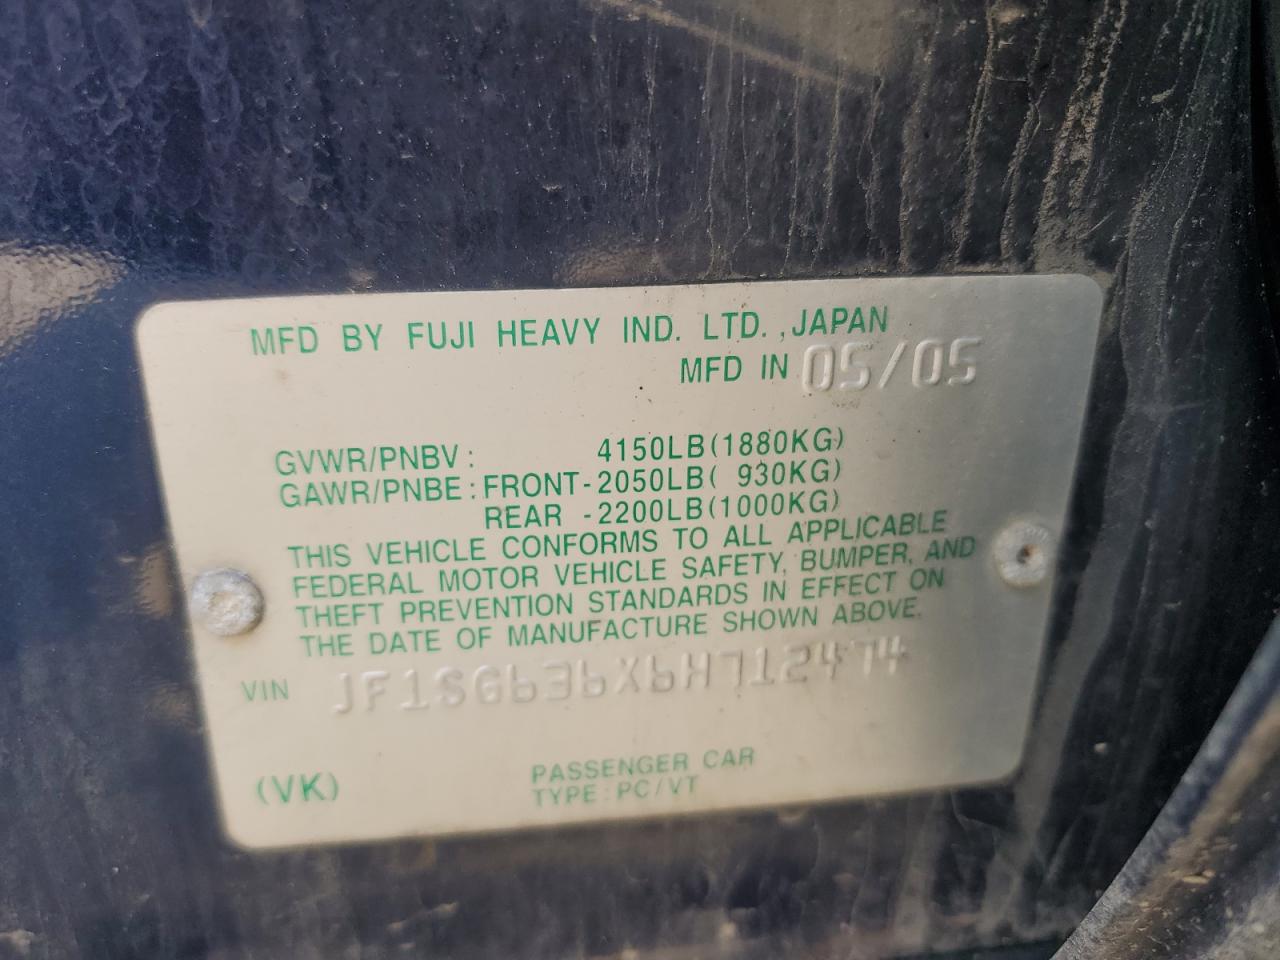 MFD BY FUJI HEAVY IND. LTD., JAPAN
MFD IN 05/05
GVWR/PNBV: 4150LB(1880KG)
GAWR/PNBE: FRONT-2050LB( 930KG)
REAR -2200LB(1000KG)
THIS VEHICLE CONFORMS TO ALL APPLICABLE
FEDERAL MOTOR VEHICLE SAFETY, BUMPER, AND
THEFT PREVENTION STANDARDS IN EFFECT ON
THE DATE OF MANUFACTURE SHOWN ABOVE.
VIN JF1SG636X6H712474
(VK)
PASSENGER CAR
TYPE: PC/VT